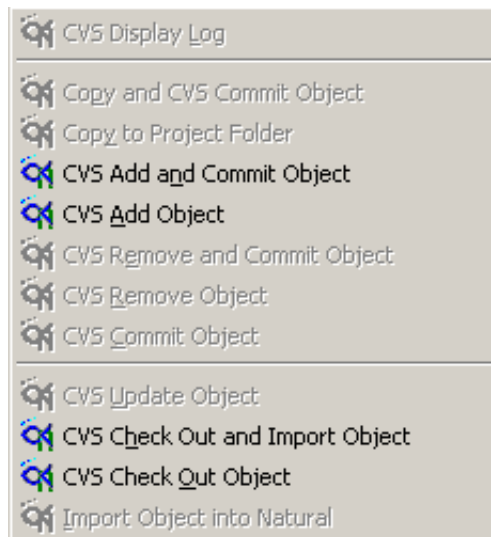 CVS Display Log
Copy and CVS Commit Object
Copy to Project Folder
CVS Add and Commit Object
CVS Add Object
CVS Remove and Commit Object
CVS Remove Object
CVS Commit Object
CVS Update Object
CVS Check Out and Import Object
CVS Check Out Object
Import Object into Natural